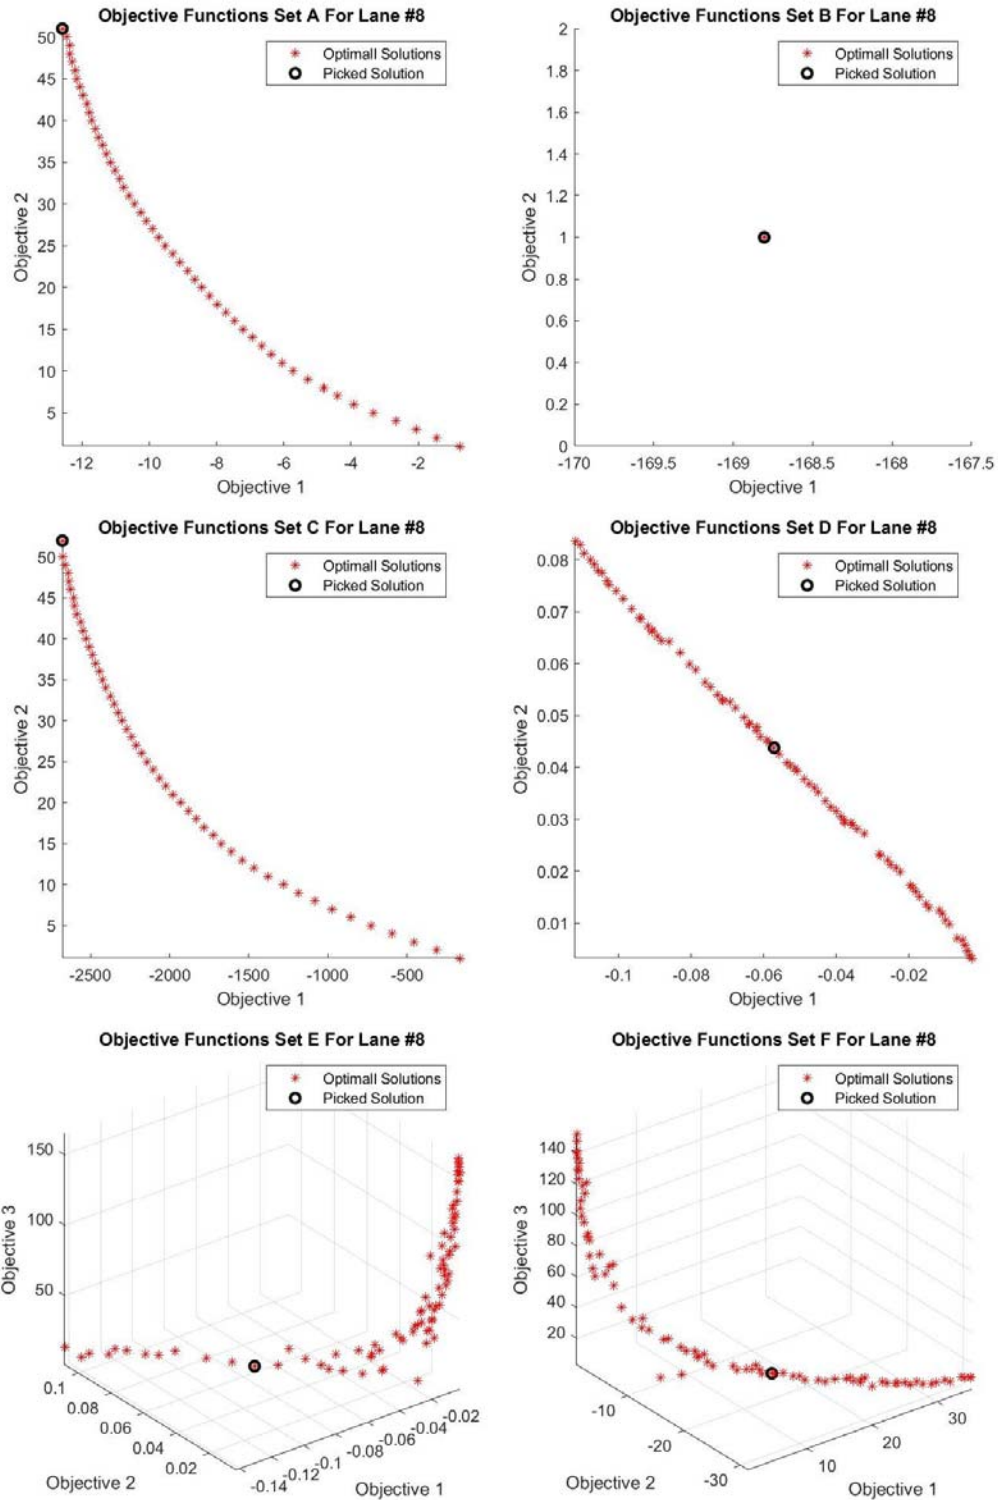 Objective Functions Set A For Lane #8
Optimall Solutions
Picked Solution
50
45
40
35
30
25
20
15
10
5
Objective 2
-12
-10
-8
-6
-4
-2
Objective 1
Objective Functions Set B For Lane #8
Optimall Solutions
Picked Solution
2
1.8
1.6
1.4
1.2
1
0.8
0.6
0.4
0.2
0
Objective 2
-170
-169.5
-169
-168.5
-168
-167.5
Objective 1
Objective Functions Set C For Lane #8
Optimall Solutions
Picked Solution
50
45
40
35
30
25
20
15
10
5
Objective 2
-2500
-2000
-1500
-1000
-500
Objective 1
Objective Functions Set D For Lane #8
Optimall Solutions
Picked Solution
0.08
0.07
0.06
0.05
0.04
0.03
0.02
0.01
Objective 2
-0.1
-0.08
-0.06
-0.04
-0.02
Objective 1
Objective Functions Set E For Lane #8
Optimall Solutions
Picked Solution
150
100
50
Objective 3
0.1
0.08
0.06
0.04
0.02
Objective 2
-0.14
-0.12
-0.1
-0.08
-0.06
-0.04
-0.02
Objective 1
Objective Functions Set F For Lane #8
Optimall Solutions
Picked Solution
140
120
100
80
60
40
20
Objective 3
-10
-20
-30
Objective 2
10
20
30
Objective 1